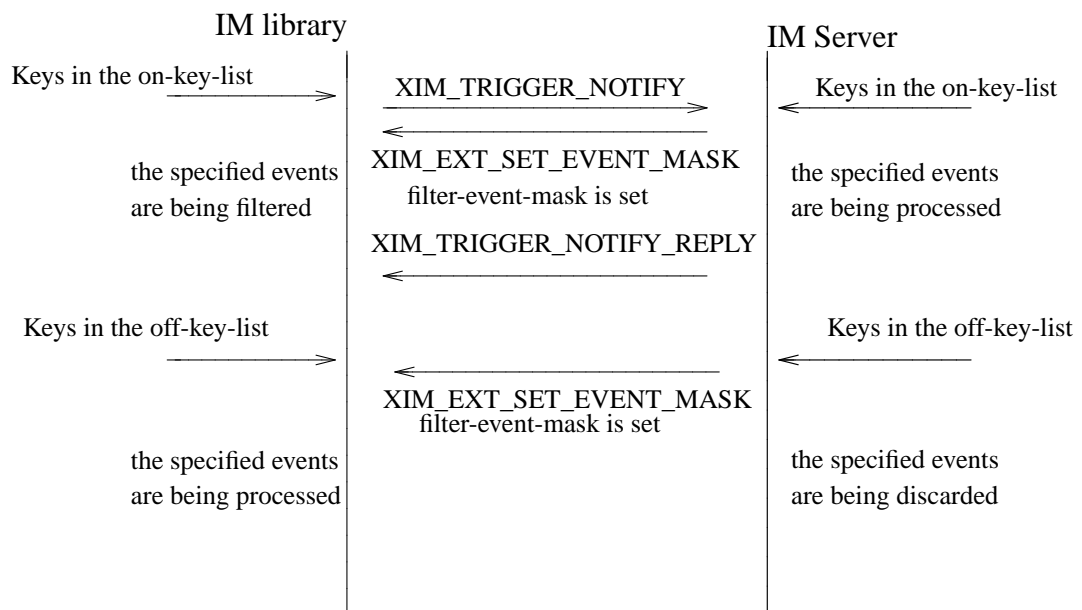 IM library
IM Server
Keys in the on-key-list
XIM_TRIGGER_NOTIFY
Keys in the on-key-list
XIM_EXT_SET_EVENT_MASK
filter-event-mask is set
the specified events
are being filtered
the specified events
are being processed
XIM_TRIGGER_NOTIFY_REPLY
Keys in the off-key-list
Keys in the off-key-list
XIM_EXT_SET_EVENT_MASK
filter-event-mask is set
the specified events
are being processed
the specified events
are being discarded